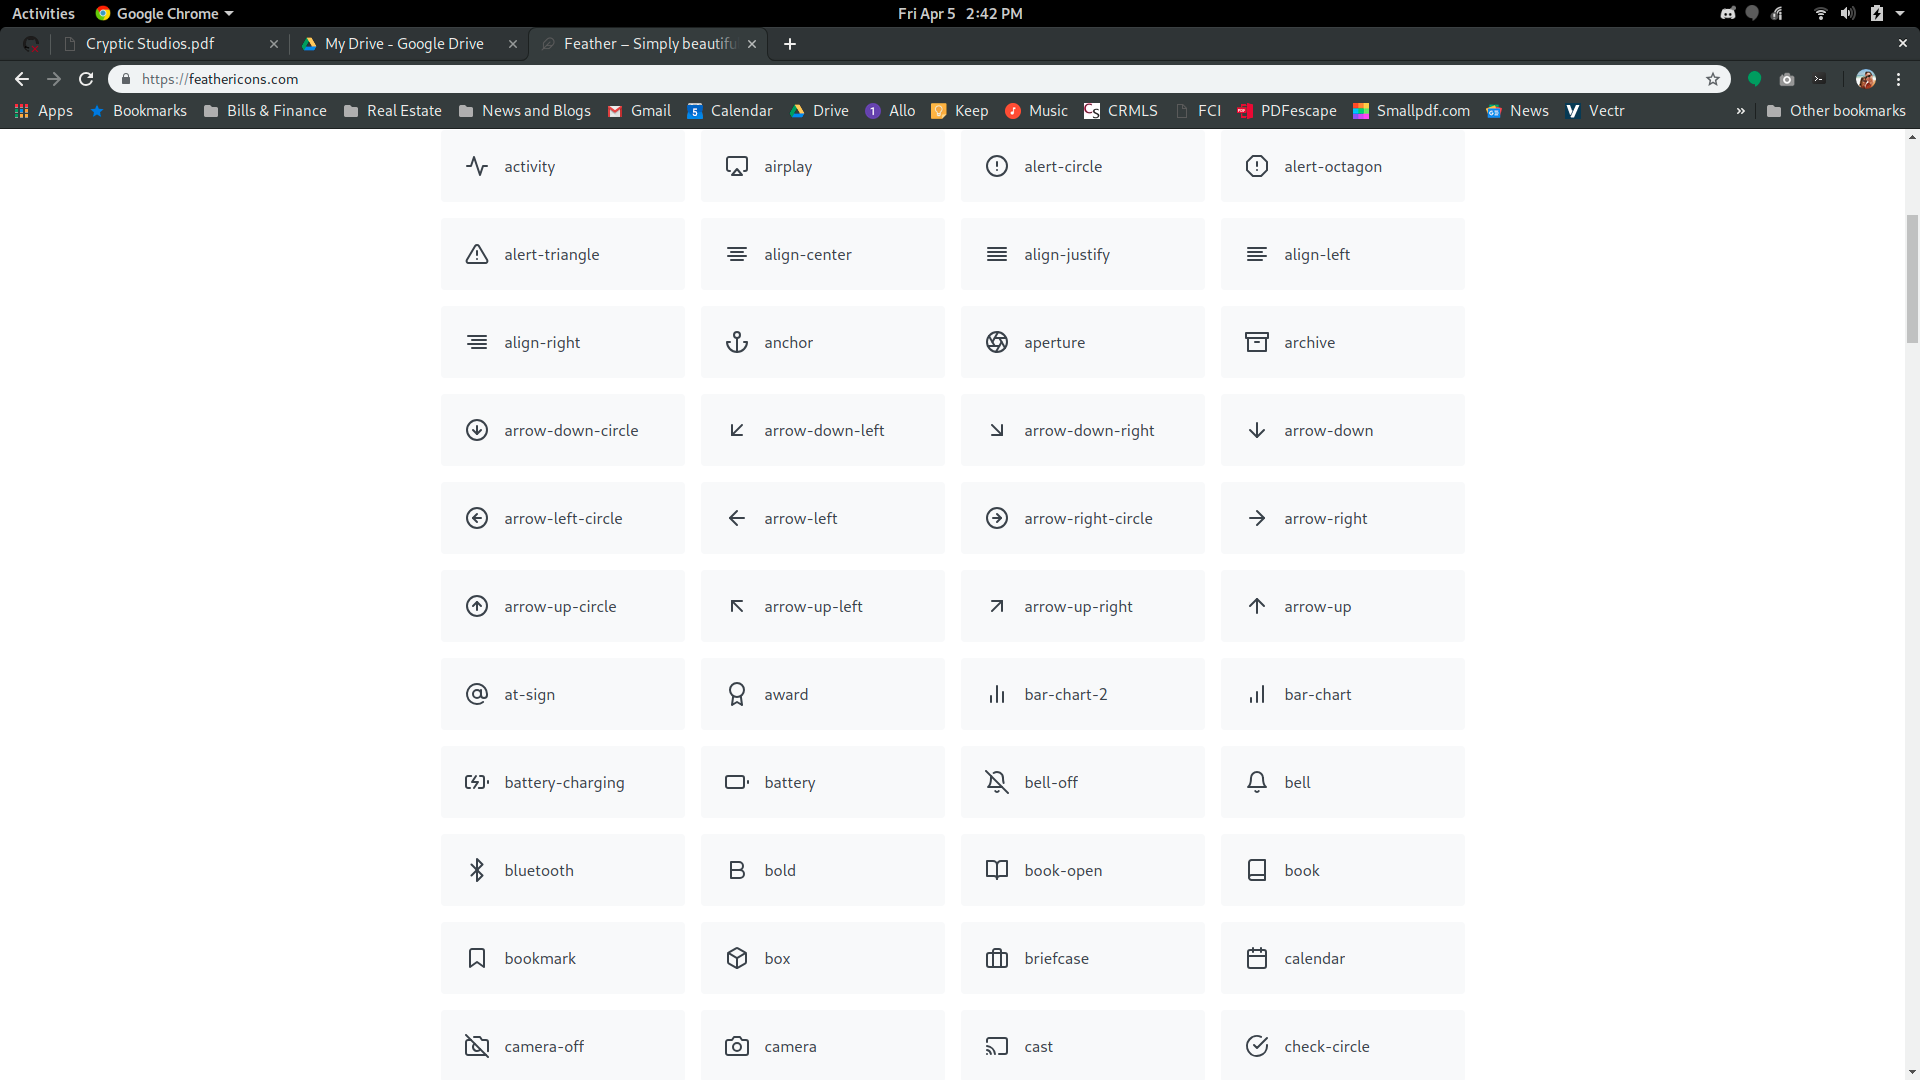 Activities Google Chrome Fri Apr 5 2:42 PM
Cryptic Studios.pdf My Drive - Google Drive Feather – Simply beautifu
https://feathericons.com
Apps Bookmarks Bills & Finance Real Estate News and Blogs Gmail 5 Calendar Drive 1 Allo Keep Music CS CRMLS FCI PDF PDFescape Smallpdf.com News V Vectr » Other bookmarks
activity airplay alert-circle alert-octagon
alert-triangle align-center align-justify align-left
align-right anchor aperture archive
arrow-down-circle arrow-down-left arrow-down-right arrow-down
arrow-left-circle arrow-left arrow-right-circle arrow-right
arrow-up-circle arrow-up-left arrow-up-right arrow-up
at-sign award bar-chart-2 bar-chart
battery-charging battery bell-off bell
bluetooth bold book-open book
bookmark box briefcase calendar
camera-off camera cast check-circle